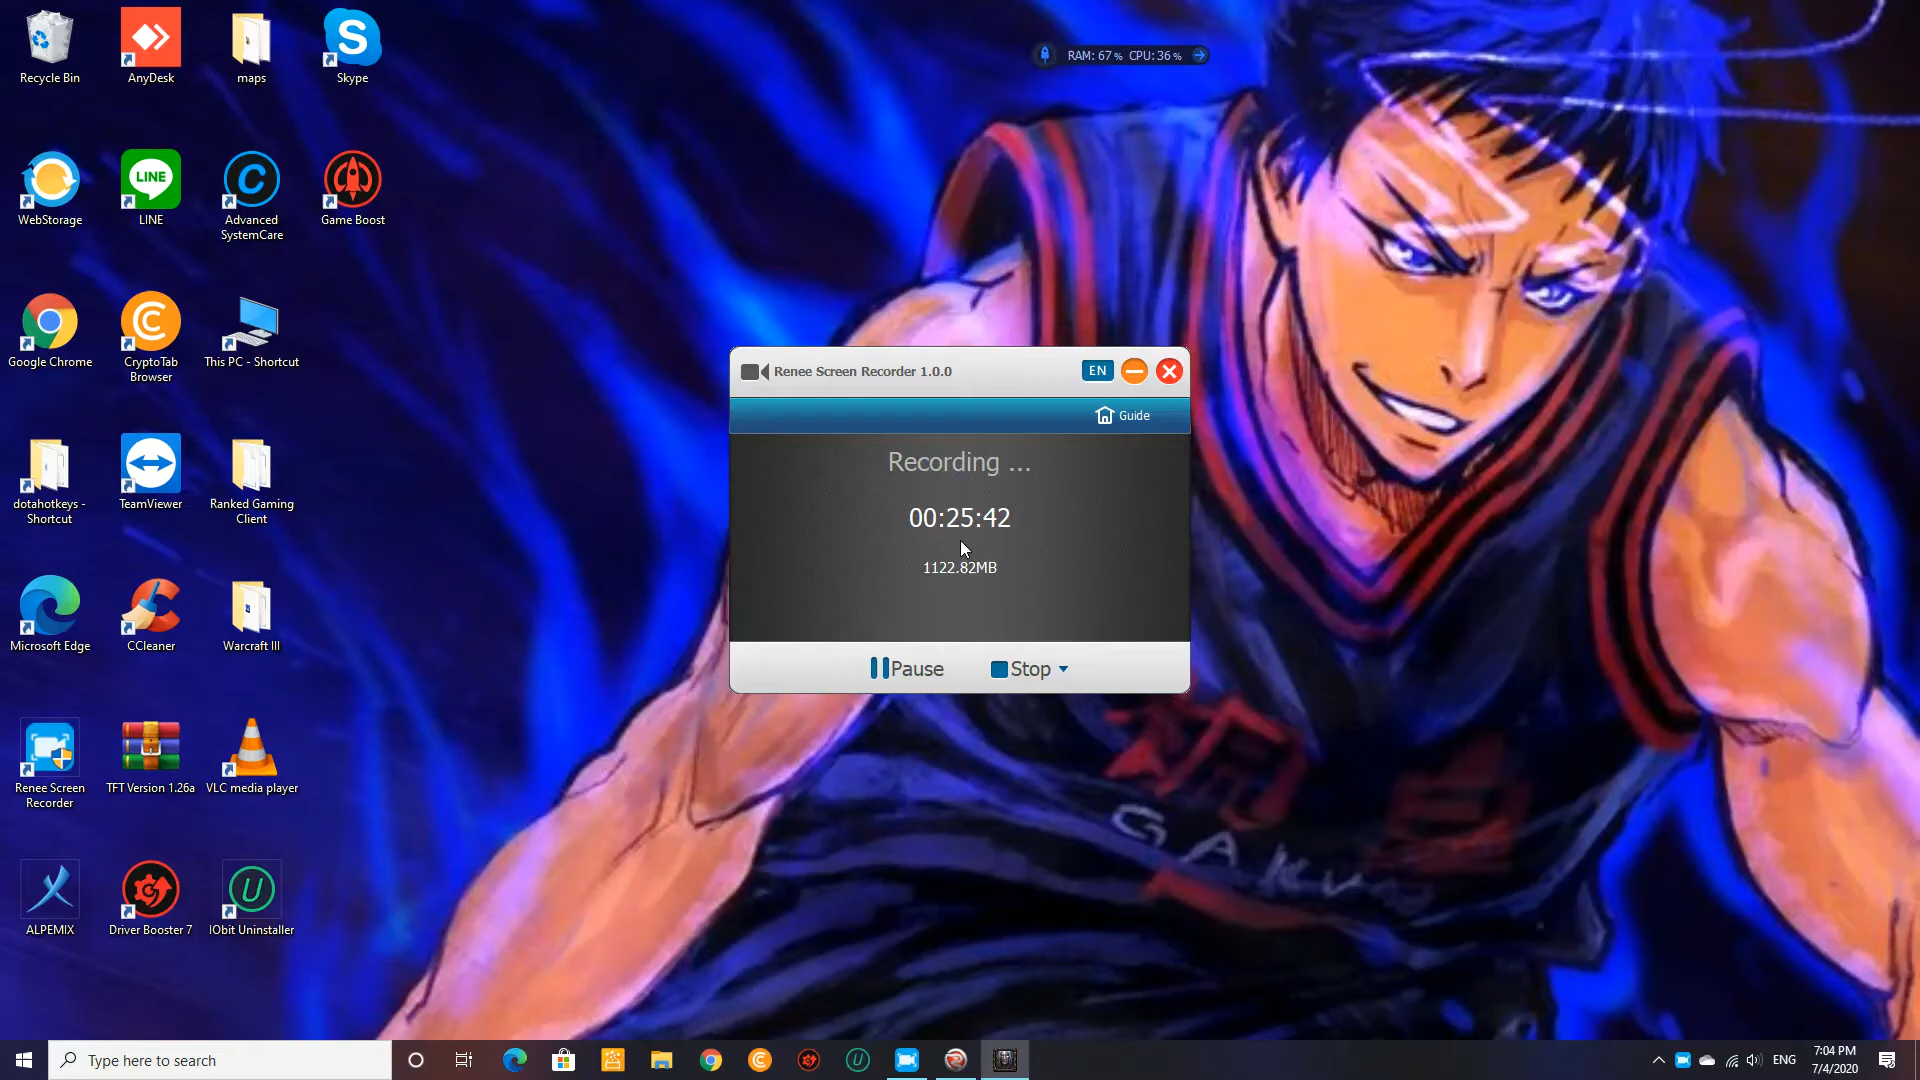 Recycle Bin
AnyDesk
maps
Skype
RAM: 67 % CPU: 36 %
WebStorage
LINE
LINE
Advanced
SystemCare
Game Boost
Google Chrome
CryptoTab
Browser
This PC - Shortcut
Renee Screen Recorder 1.0.0
EN
Guide
Recording ...
00:25:42
1122.82MB
Pause
Stop
dotahotkeys -
Shortcut
TeamViewer
Ranked Gaming
Client
Microsoft Edge
CCleaner
Warcraft III
Renee Screen
Recorder
TFT Version 1.26a
VLC media player
ALPEMIX
Driver Booster 7
IObit Uninstaller
Type here to search
ENG
7:04 PM
7/4/2020